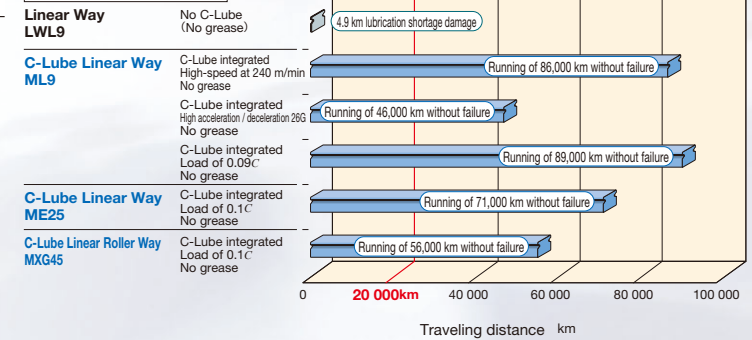 Linear Way
LWL9
No C-Lube
(No grease)
4.9 km lubrication shortage damage
C-Lube Linear Way
ML9
C-Lube integrated
High-speed at 240 m/min
No grease
Running of 86,000 km without failure
C-Lube integrated
High acceleration / deceleration 26G
No grease
Running of 46,000 km without failure
C-Lube integrated
Load of 0.09C
No grease
Running of 89,000 km without failure
C-Lube Linear Way
ME25
C-Lube integrated
Load of 0.1C
No grease
Running of 71,000 km without failure
C-Lube Linear Roller Way
MXG45
C-Lube integrated
Load of 0.1C
No grease
Running of 56,000 km without failure
0 20 000km 40 000 60 000 80 000 100 000
Traveling distance km